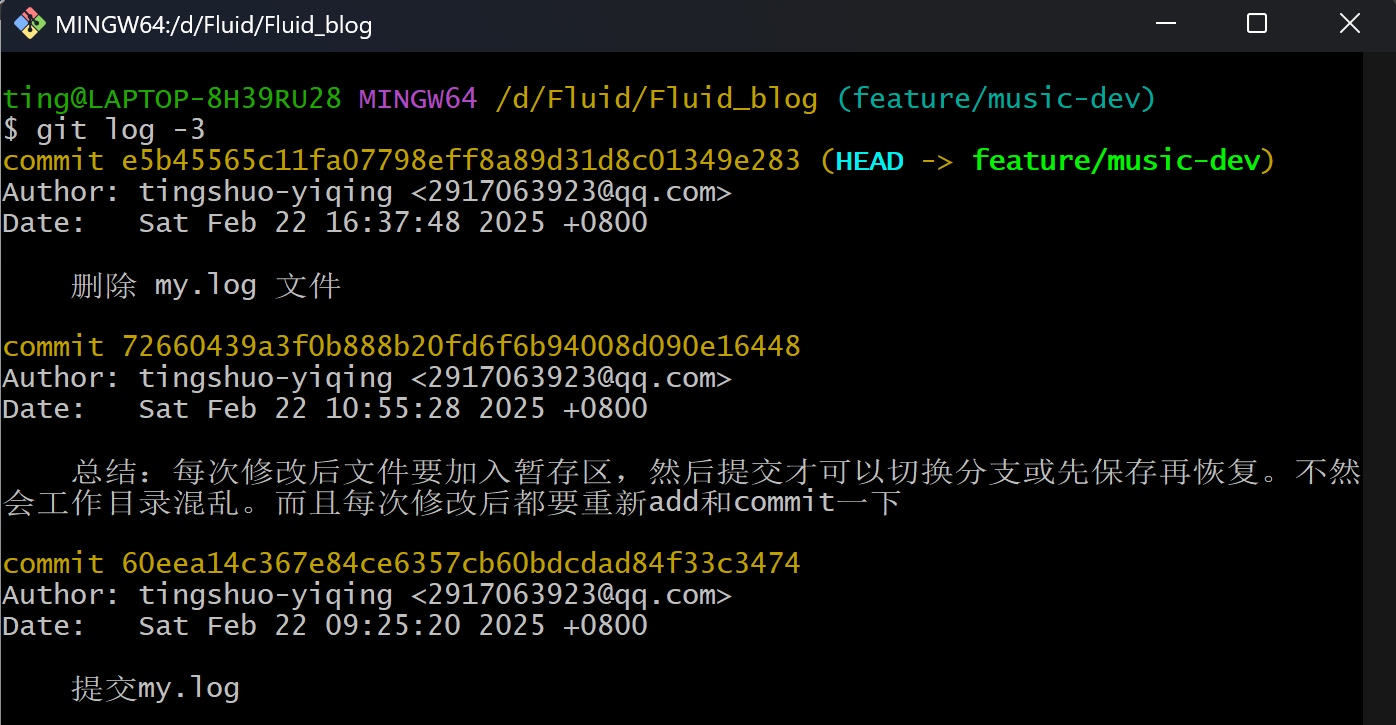 MINGW64:/d/Fluid/Fluid_blog
ting@LAPTOP-8H39RU28 MINGW64 /d/Fluid/Fluid_blog (feature/music-dev)
$ git log -3
commit e5b45565c11fa07798eff8a89d31d8c01349e283 (HEAD -> feature/music-dev)
Author: tingshuo-yiqing <2917063923@qq.com>
Date:   Sat Feb 22 16:37:48 2025 +0800
删除 my.log 文件
commit 72660439a3f0b888b20fd6f6b94008d090e16448
Author: tingshuo-yiqing <2917063923@qq.com>
Date:   Sat Feb 22 10:55:28 2025 +0800
总结：每次修改后文件要加入暂存区，然后提交才可以切换分支或先保存再恢复。不然
会工作目录混乱。而且每次修改后都要重新add和commit一下
commit 60eea14c367e84ce6357cb60bdcdad84f33c3474
Author: tingshuo-yiqing <2917063923@qq.com>
Date:   Sat Feb 22 09:25:20 2025 +0800
提交my.log